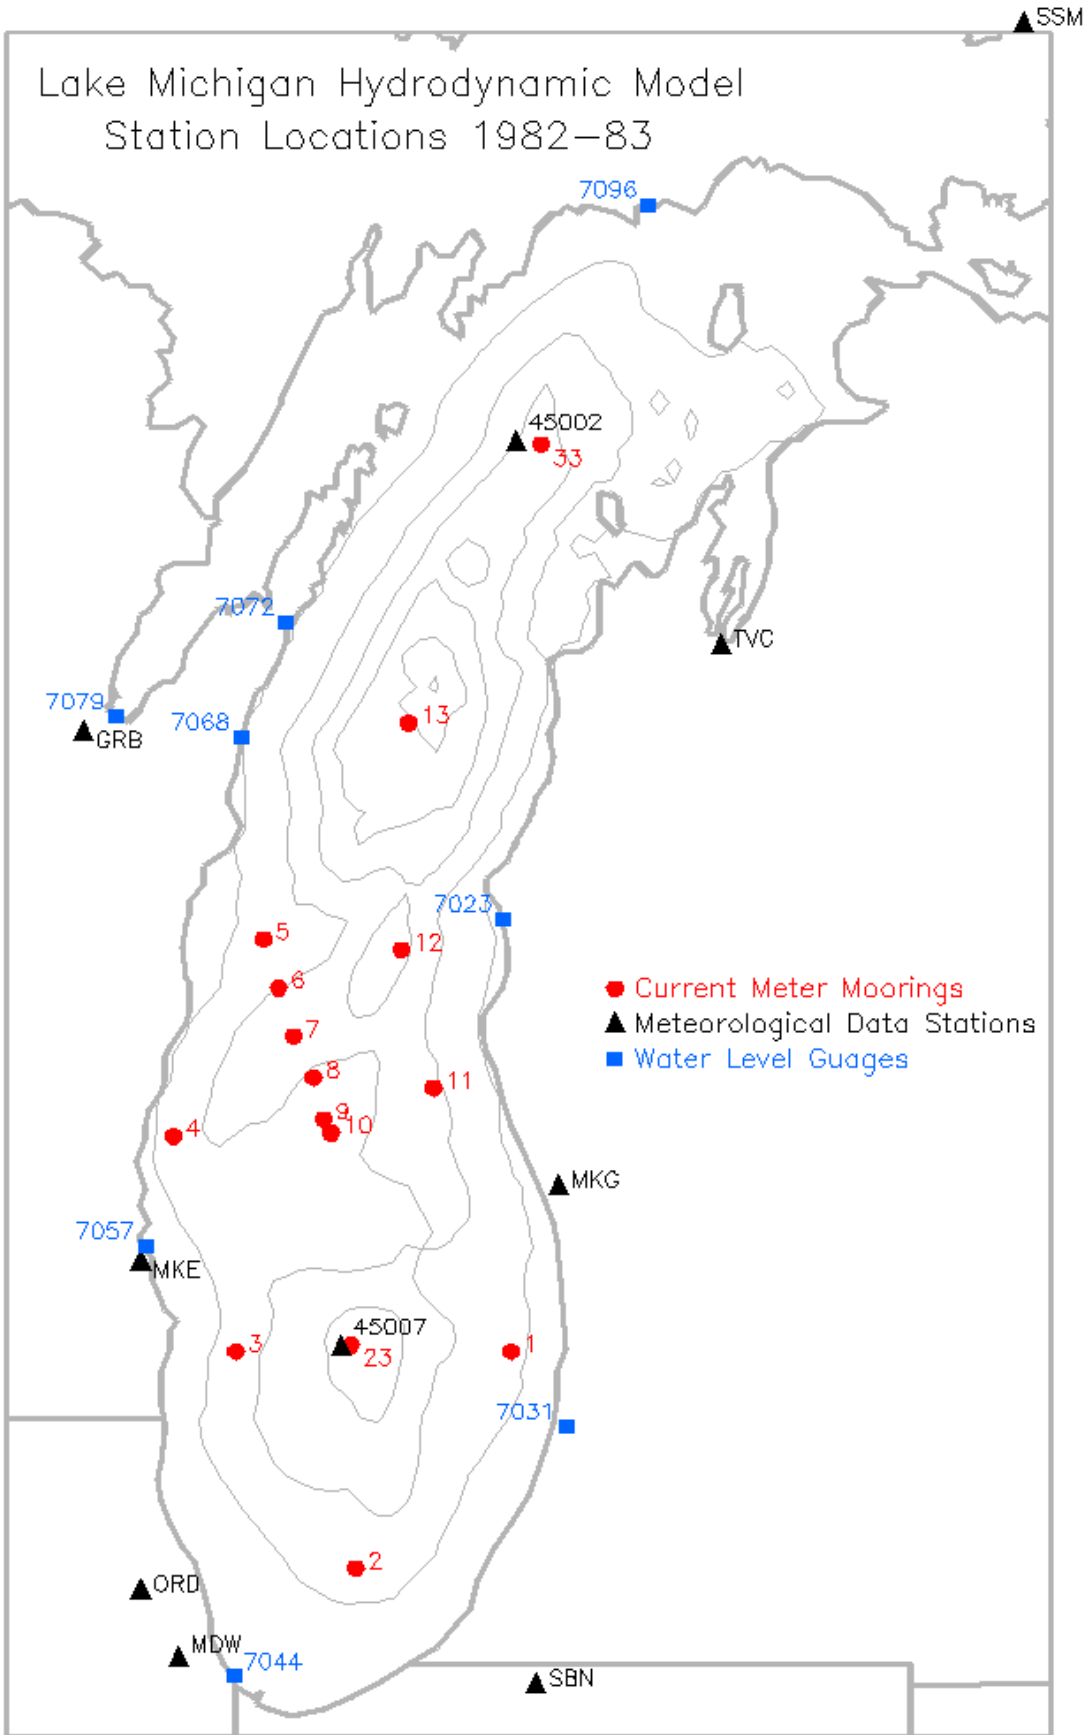 SSM
Lake Michigan Hydrodynamic Model
Station Locations 1982-83
7096
45002
33
7072
TVC
7079
GRB
7068
13
7023
5
12
6
Current Meter Moorings
7
Meteorological Data Stations
Water Level Guages
8
11
9
10
4
MKG
7057
MKE
45007
3
23
1
7031
2
ORD
MDW
7044
SBN